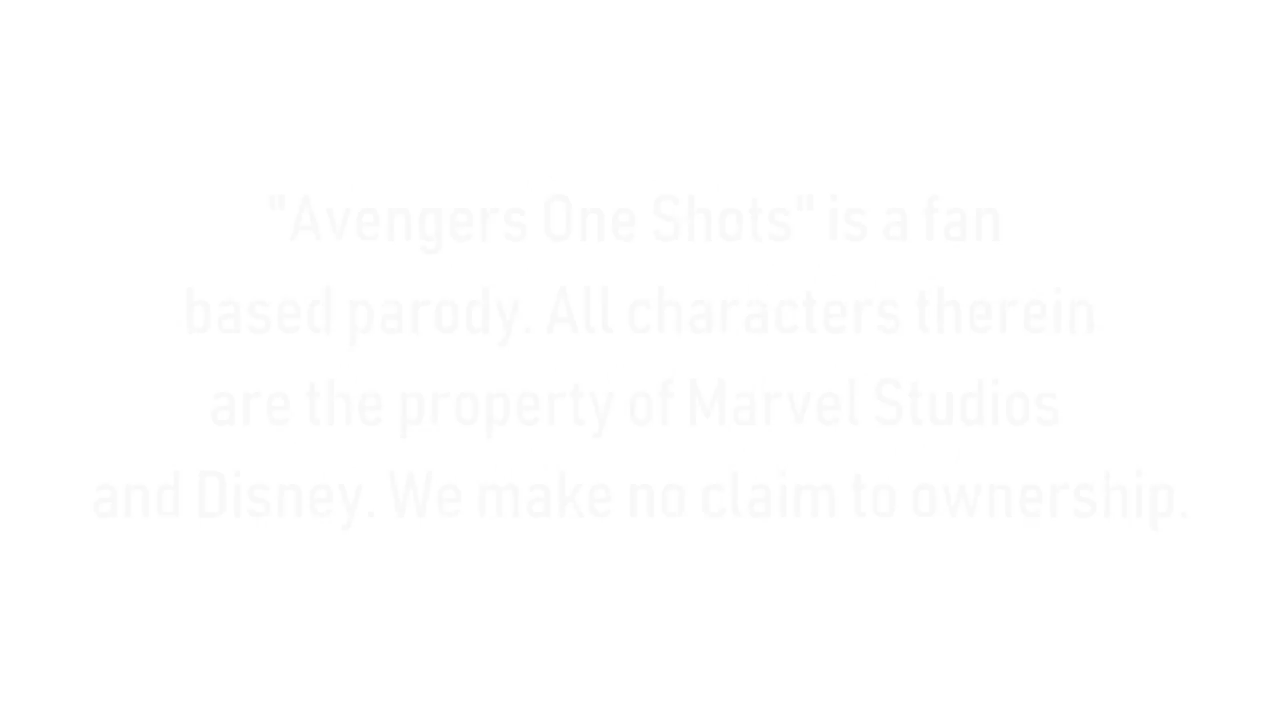 "Avengers One Shots" is a fan
based parody. All characters therein
are the property of Marvel Studios
and Disney. We make no claim to ownership.